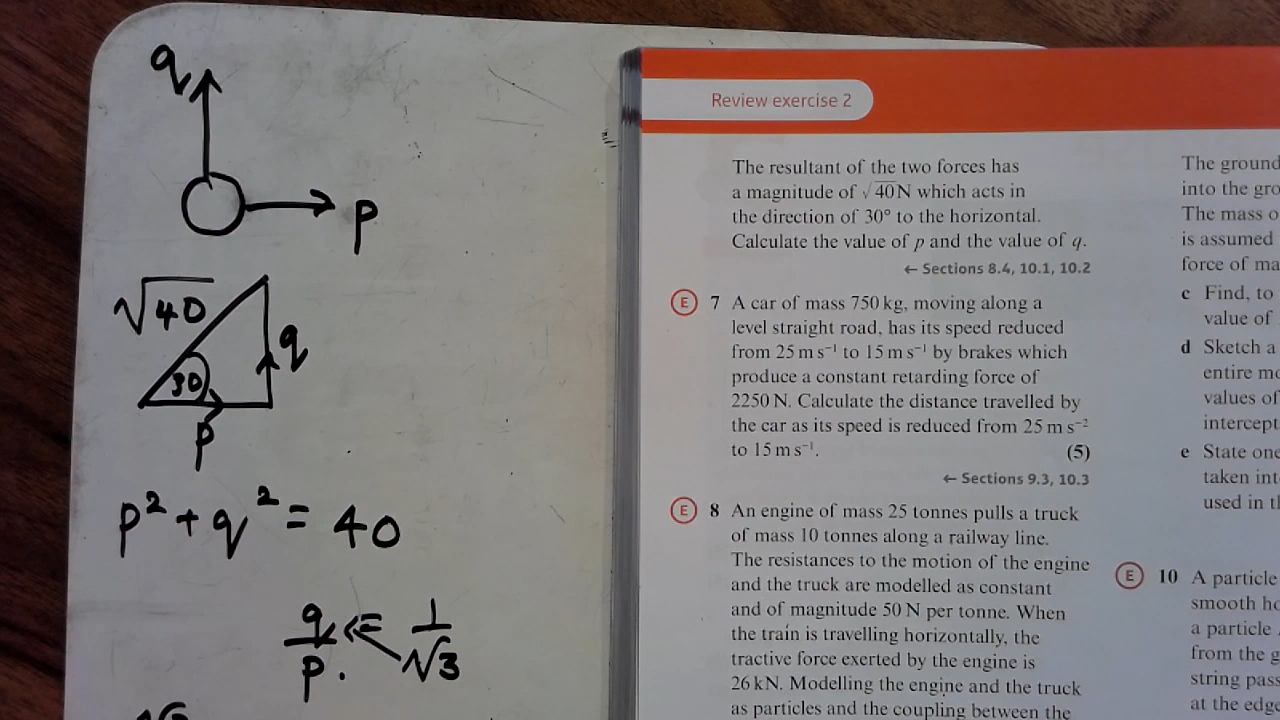 q
p
√40
q
30
p
p² + q² = 40
q/p. = 1/√3
Review exercise 2
The resultant of the two forces has
a magnitude of √40 N which acts in
the direction of 30° to the horizontal.
Calculate the value of p and the value of q.
← Sections 8.4, 10.1, 10.2
E 7 A car of mass 750 kg, moving along a
level straight road, has its speed reduced
from 25 m s⁻¹ to 15 m s⁻¹ by brakes which
produce a constant retarding force of
2250 N. Calculate the distance travelled by
the car as its speed is reduced from 25 m s⁻²
to 15 m s⁻¹. (5)
← Sections 9.3, 10.3
E 8 An engine of mass 25 tonnes pulls a truck
of mass 10 tonnes along a railway line.
The resistances to the motion of the engine
and the truck are modelled as constant
and of magnitude 50 N per tonne. When
the train is travelling horizontally, the
tractive force exerted by the engine is
26 kN. Modelling the engine and the truck
as particles and the coupling between the
The ground
into the
The mass
is assumed
force of
c Find, to
value of
d Sketch a
entire
values of
intercept
e State one
taken
used in
E 10 A particle
smooth
a particle
from the
string
at the edge